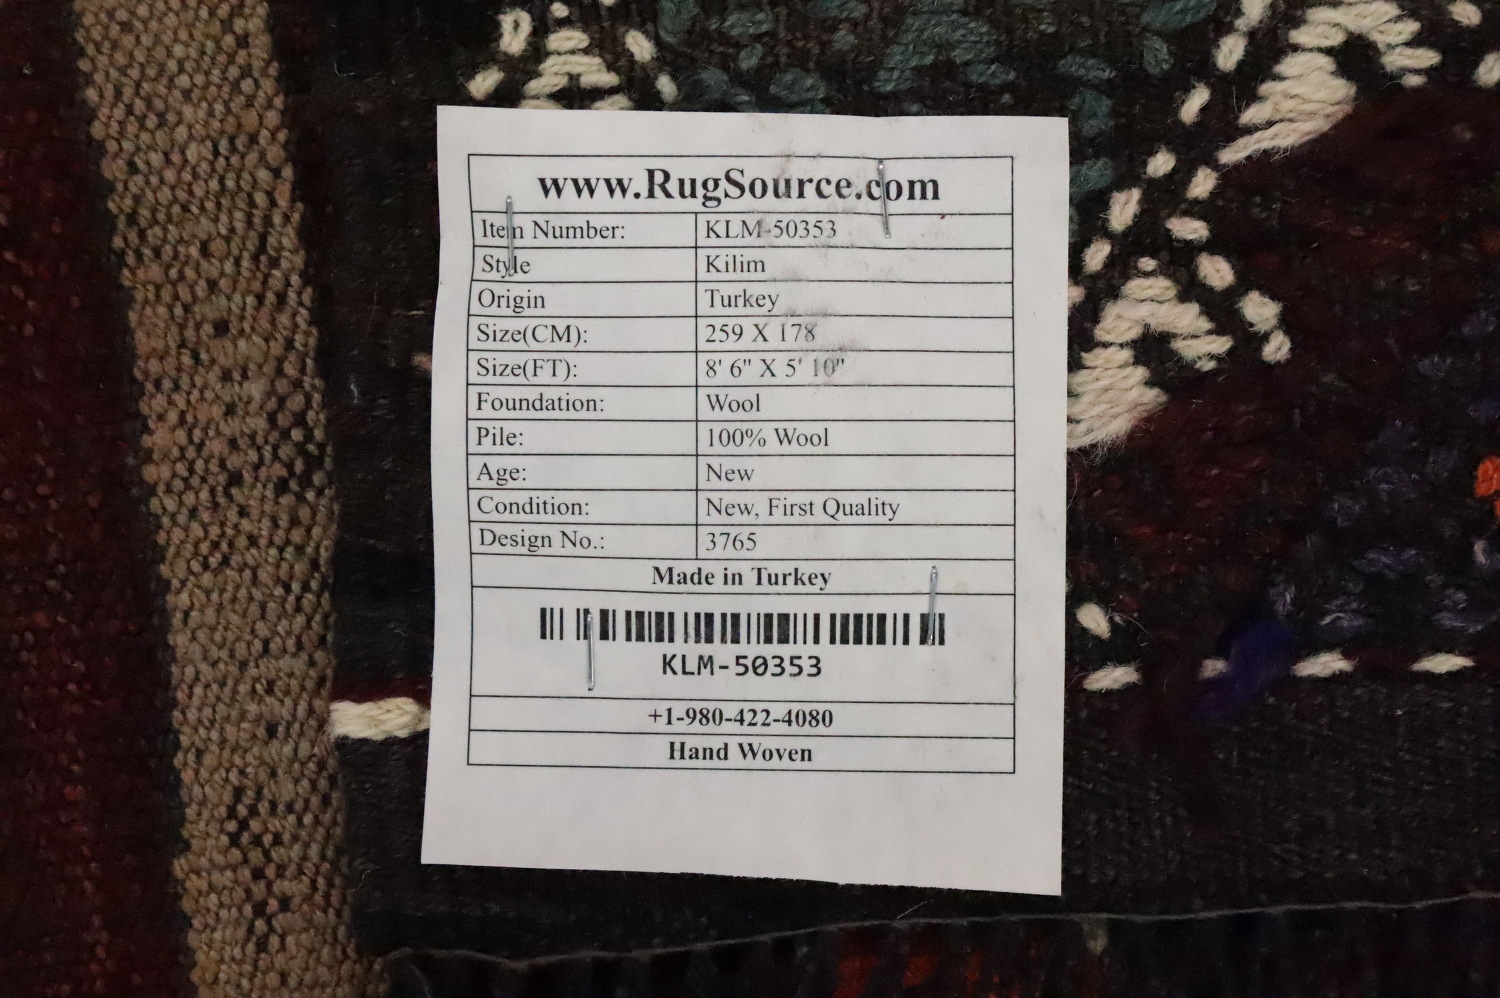 www.RugSource.com
Item Number: KLM-50353
Style Kilim
Origin Turkey
Size(CM): 259 X 178
Size(FT): 8' 6" X 5' 10"
Foundation: Wool
Pile: 100% Wool
Age: New
Condition: New, First Quality
Design No.: 3765
Made in Turkey
KLM-50353
+1-980-422-4080
Hand Woven